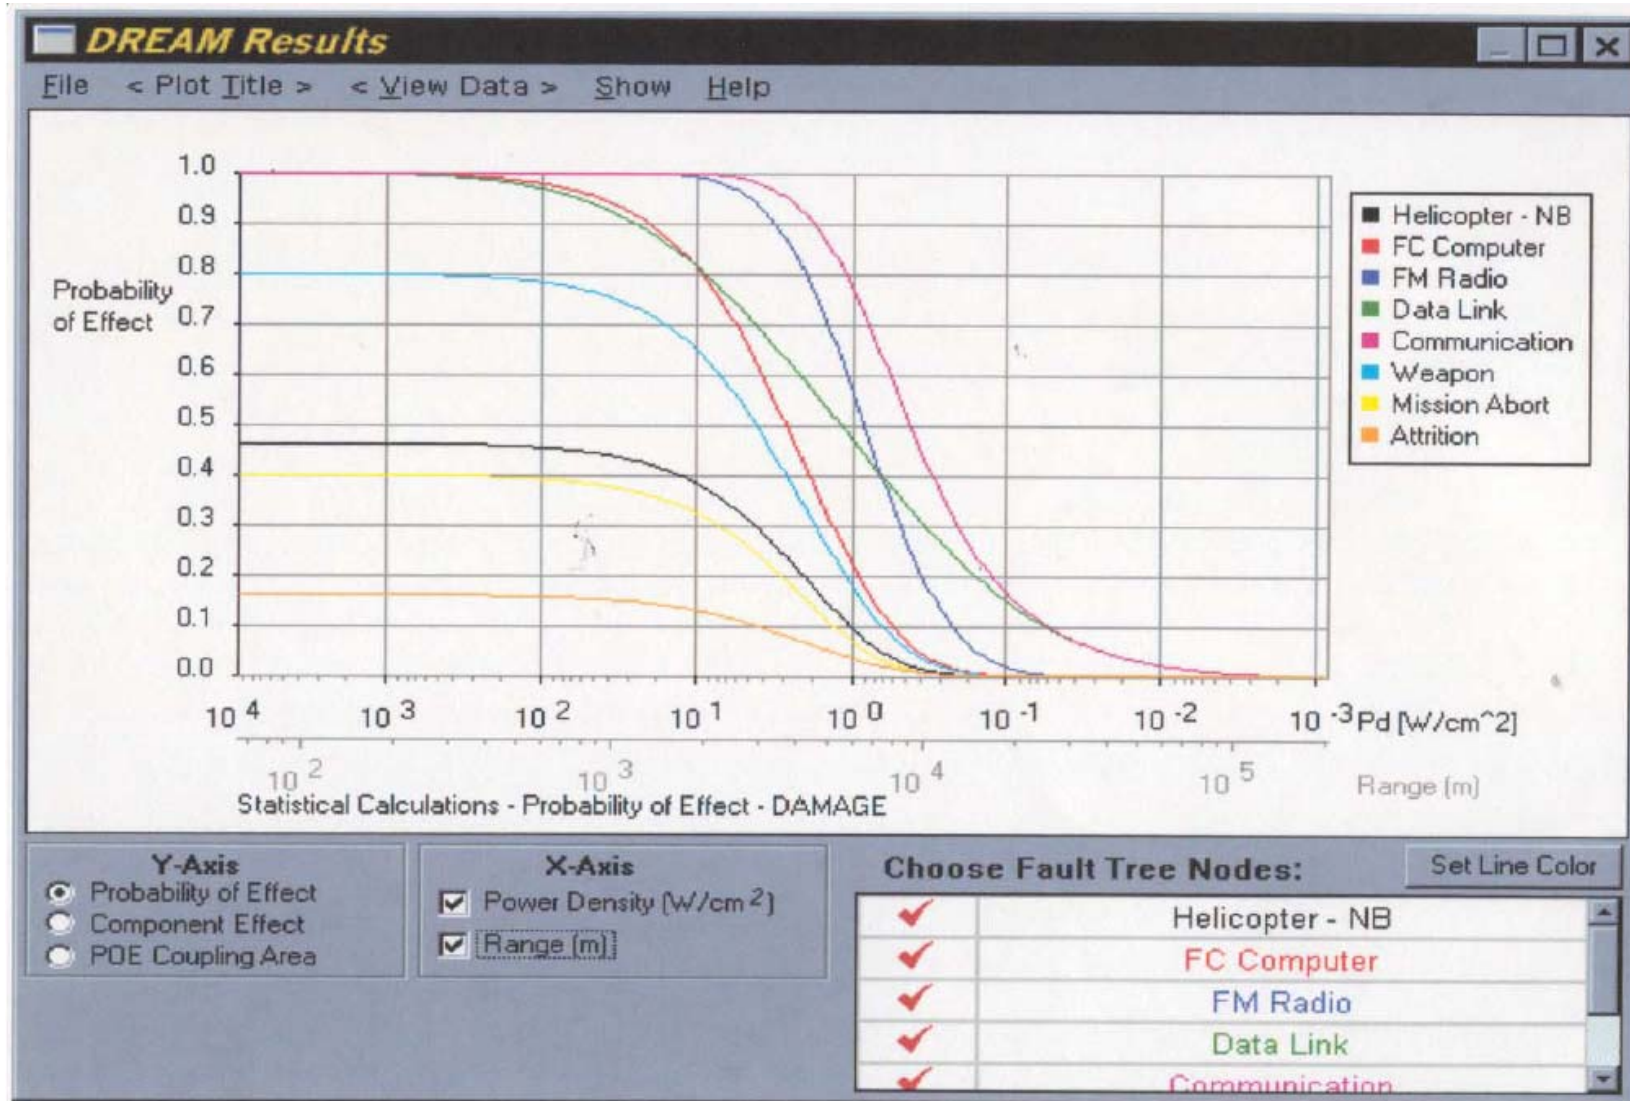 DREAM Results
File < Plot Title > < View Data > Show Help
1.0
0.9
0.8
0.7
0.6
0.5
0.4
0.3
0.2
0.1
0.0
Probability
of Effect
Helicopter - NB
FC Computer
FM Radio
Data Link
Communication
Weapon
Mission Abort
Attrition
10 4 10 3 10 2 10 1 10 0 10 -1 10 -2 10 -3 Pd [W/cm^2]
10 2 10 3 10 4 10 5 Range (m)
Statistical Calculations - Probability of Effect - DAMAGE
Y-Axis
Probability of Effect
Component Effect
POE Coupling Area
X-Axis
Power Density (W/cm 2)
Range (m)
Choose Fault Tree Nodes: Set Line Color
Helicopter - NB
FC Computer
FM Radio
Data Link
Communication